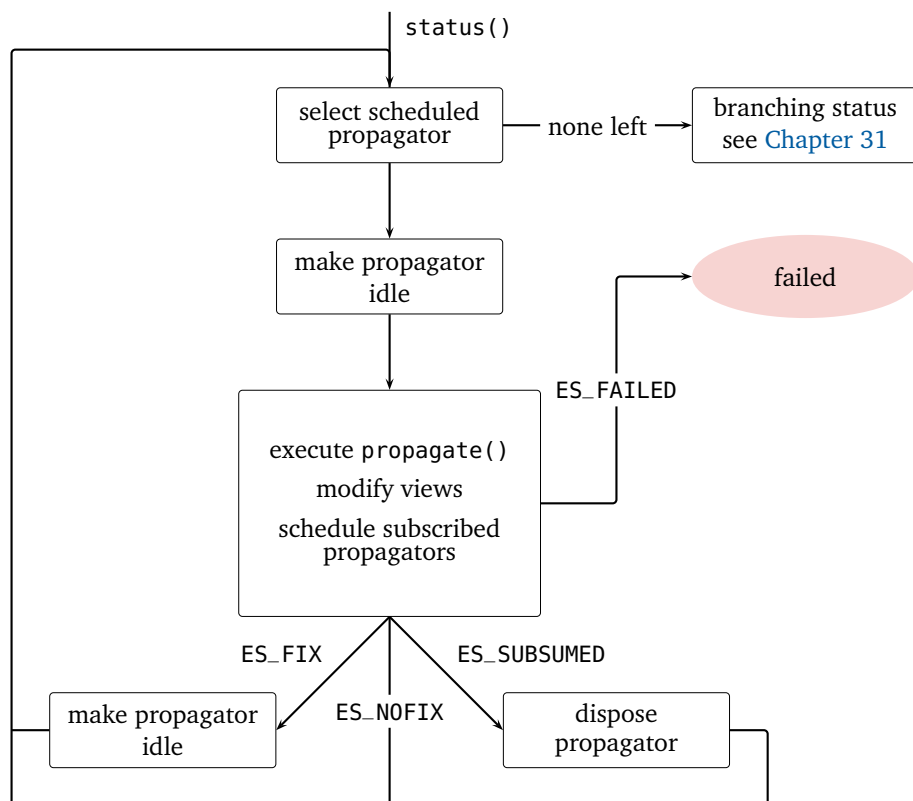 status()
select scheduled
propagator
none left
branching status
see Chapter 31
make propagator
idle
failed
ES_FAILED
execute propagate()
modify views
schedule subscribed
propagators
ES_FIX
ES_SUBSUMED
ES_NOFIX
make propagator
idle
dispose
propagator